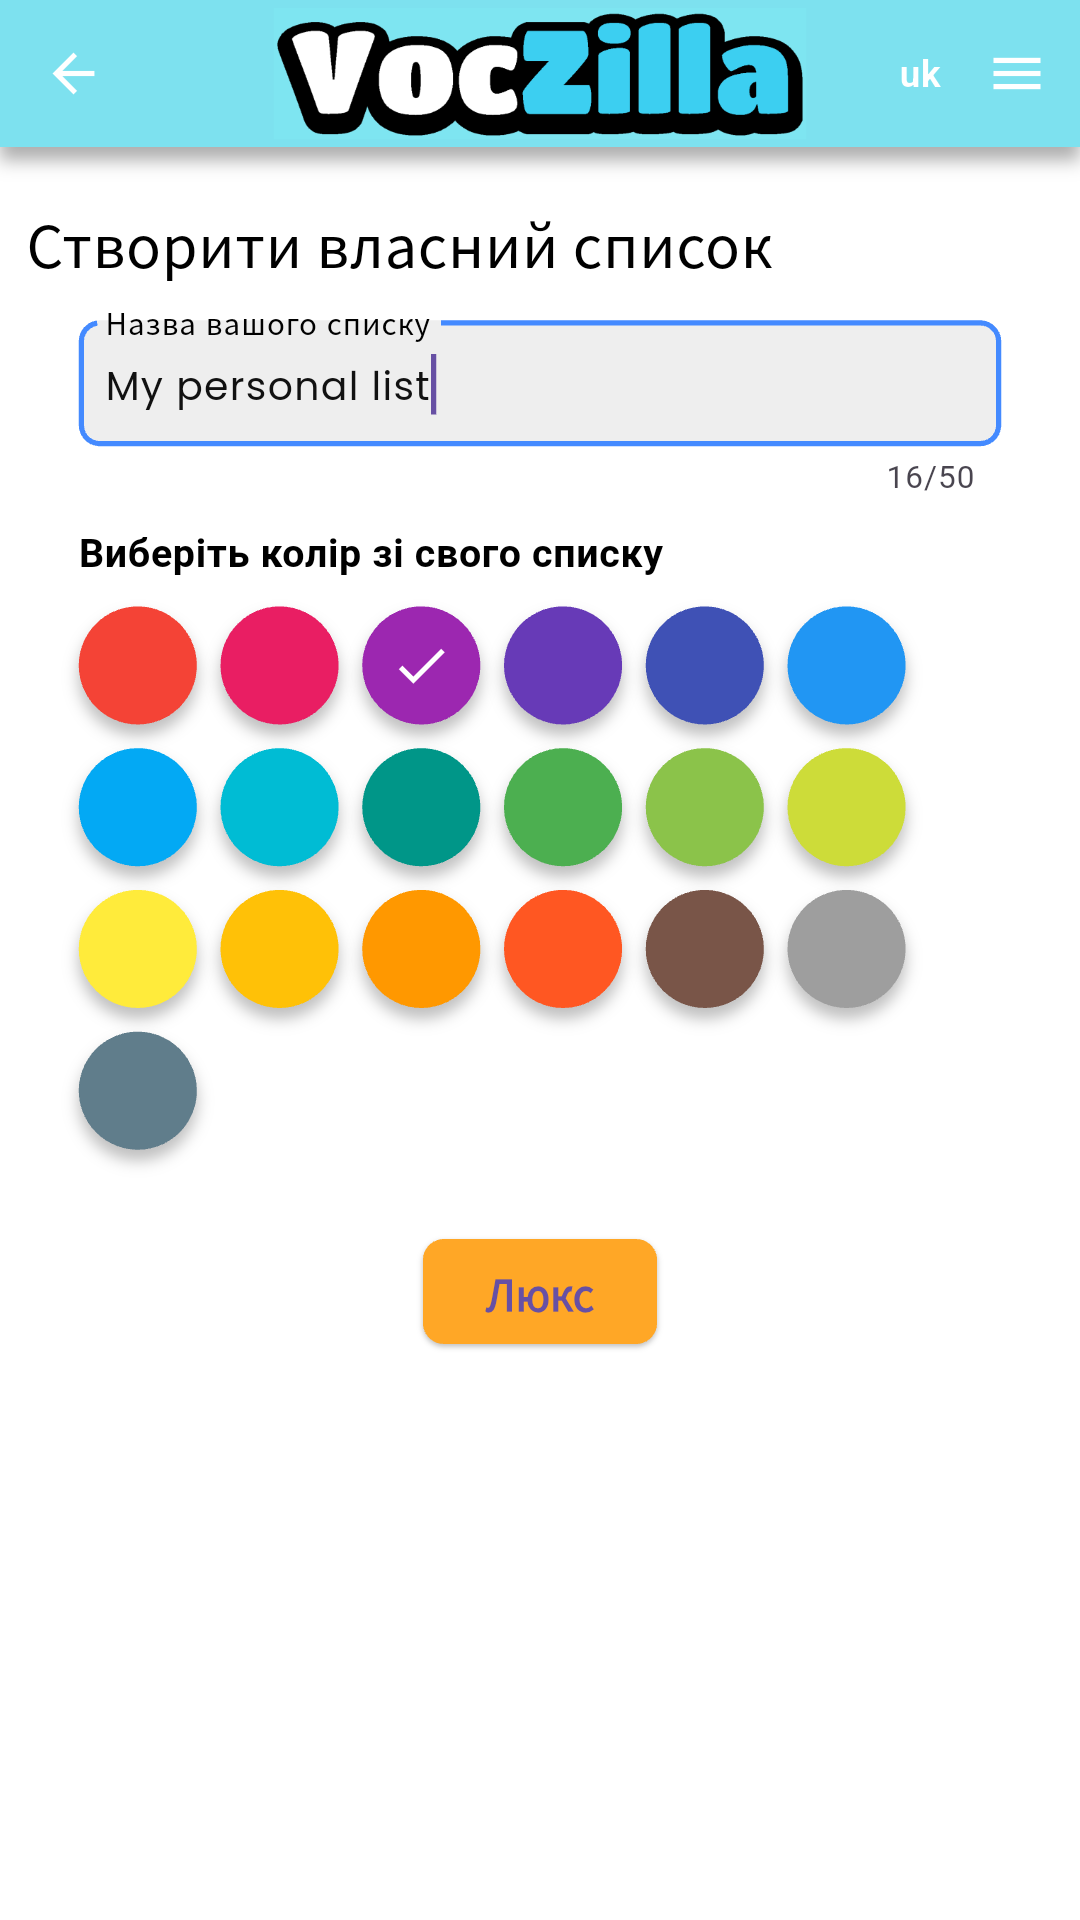 VocZilla
uk
Створити власний список
Назва вашого списку
My personal list
16/50
Виберіть колір зі свого списку
Люкс